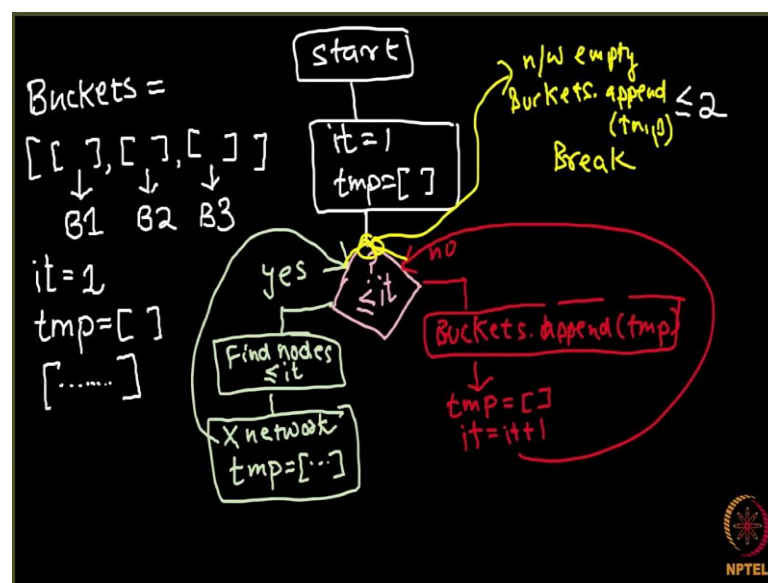 Buckets =
[ [ ], [ ], [ ] ]
B1 B2 B3
it=1
tmp=[ ]
[.......]
start
it=1
tmp=[ ]
n/w empty
Buckets.append ≤2
(tmp)
Break
yes
no
?
≤it
Find nodes
≤it
X network
tmp=[...]
Buckets.append(tmp)
tmp=[]
it=it+1
NPTEL